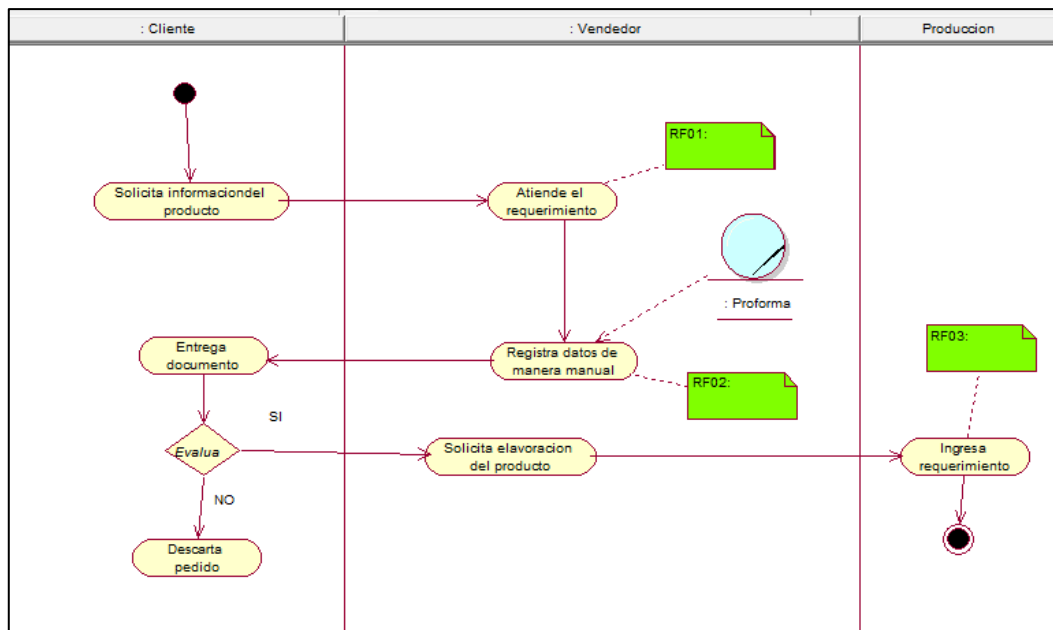 : Cliente
: Vendedor
Produccion
RF01:
Solicita informaciondel
producto
Atiende el
requerimiento
: Proforma
Entrega
documento
Registra datos de
manera manual
RF03:
RF02:
SI
Evalua
Solicita elavoracion
del producto
Ingresa
requerimiento
NO
Descarta
pedido